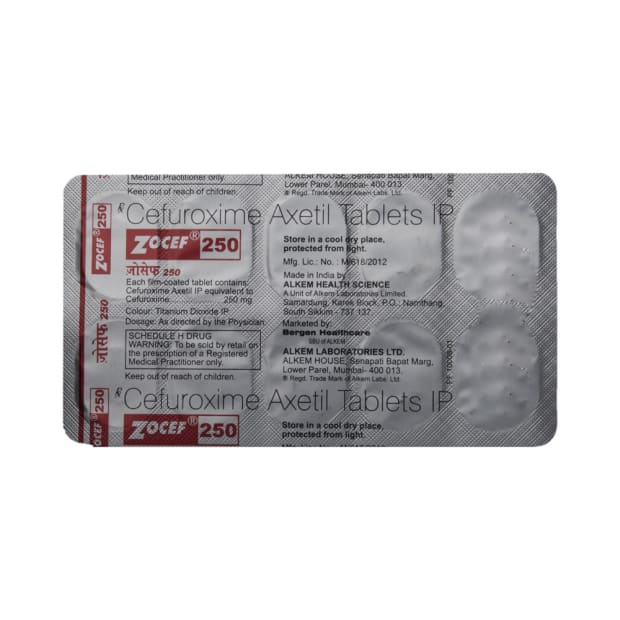 Medical Practitioner only.
Keep out of reach of children.
ALKEM HOUSE, Senapati Bapat Marg,
Lower Parel, Mumbai- 400 013.
® Regd. Trade Mark of Alkem Labs. Ltd.
ZOCEF® 250
Rx Cefuroxime Axetil Tablets IP
ZOCEF® 250
ज़ोसेफ 250
Each film-coated tablet contains:
Cefuroxime Axetil IP equivalent to
Cefuroxime.................... 250 mg
Colour: Titanium Dioxide IP
Dosage: As directed by the Physician.
SCHEDULE H DRUG
WARNING: To be sold by retail on
the prescription of a Registered
Medical Practitioner only.
Keep out of reach of children.
Store in a cool dry place,
protected from light.
Mfg. Lic. No. : M/618/2012
Made in India by :
ALKEM HEALTH SCIENCE
A Unit of Alkem Laboratories Limited
Samardung, Karek Block, P.O., Namthang,
South Sikkim - 737 137
Marketed by:
Bergen Healthcare
SBU of ALKEM
ALKEM LABORATORIES LTD.
ALKEM HOUSE, Senapati Bapat Marg,
Lower Parel, Mumbai- 400 013.
® Regd. Trade Mark of Alkem Labs. Ltd.
ज़ोसेफ 250
ZOCEF® 250
Rx Cefuroxime Axetil Tablets IP
ZOCEF® 250
Store in a cool dry place,
protected from light.